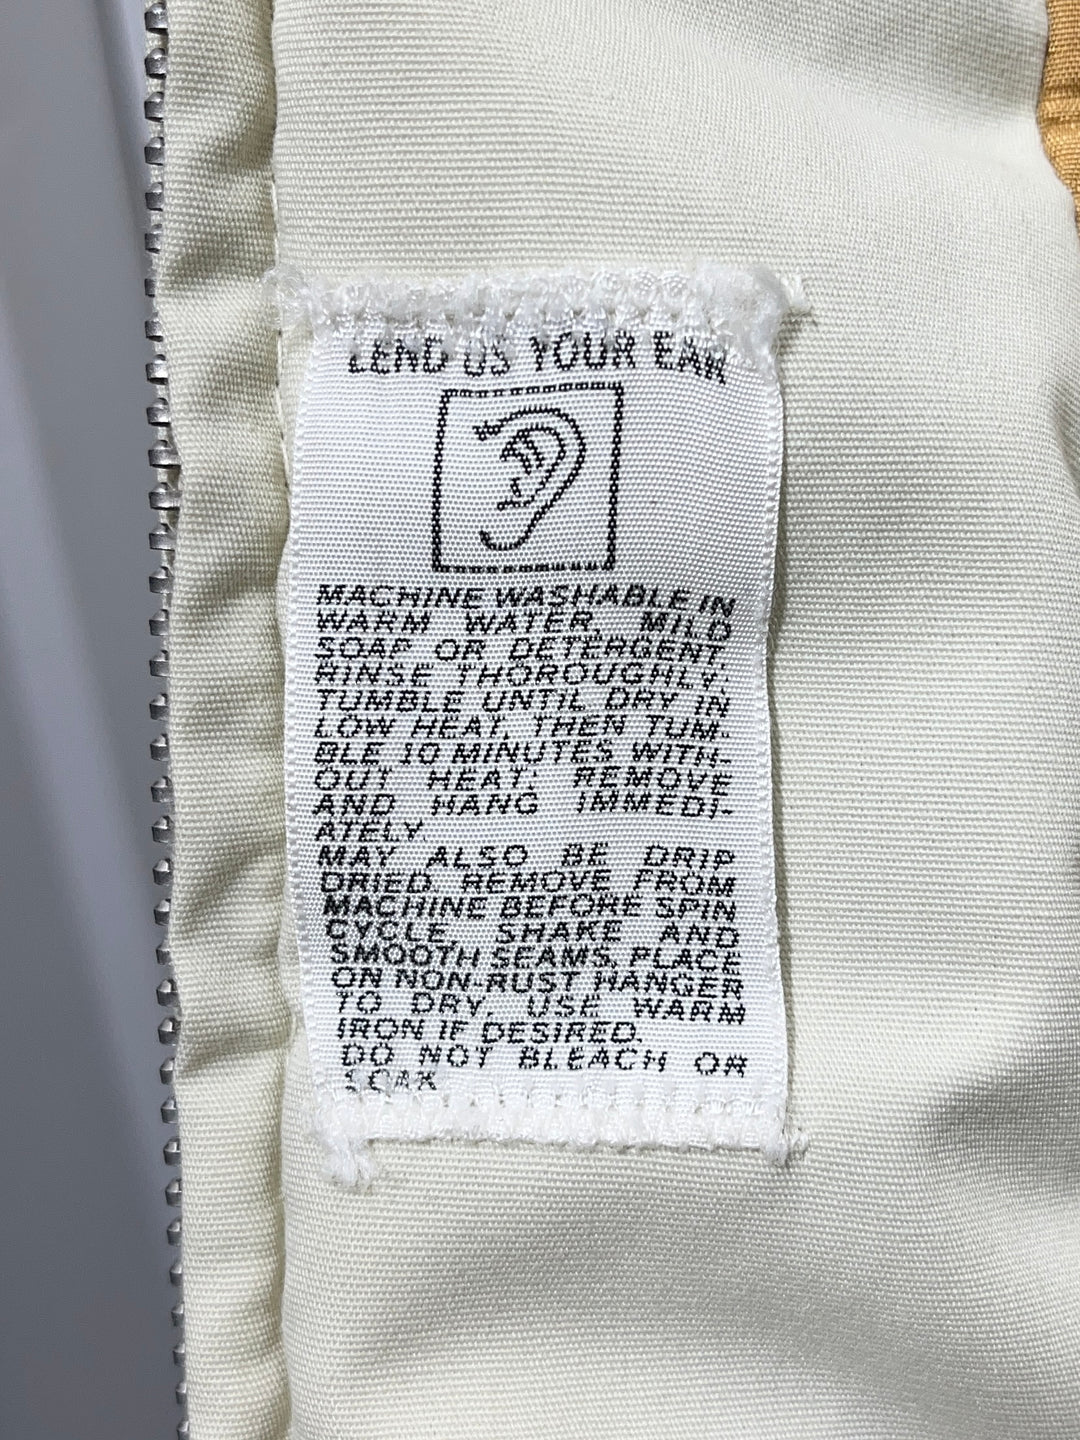 LEND US YOUR EAR
MACHINE WASHABLE IN
WARM WATER, MILD
SOAP OR DETERGENT.
RINSE THOROUGHLY.
TUMBLE UNTIL DRY IN
LOW HEAT, THEN TUM-
BLE 10 MINUTES WITH-
OUT HEAT; REMOVE
AND HANG IMMEDI-
ATELY.
MAY ALSO BE DRIP
DRIED. REMOVE FROM
MACHINE BEFORE SPIN
CYCLE, SHAKE AND
SMOOTH SEAMS, PLACE
ON NON-RUST HANGER
TO DRY, USE WARM
IRON IF DESIRED.
DO NOT BLEACH OR
SOAK